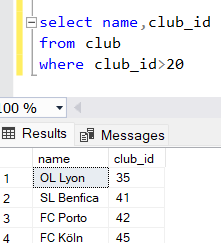 select name,club_id
from club
where club_id>20
100 %
Results Messages
name club_id
1 OL Lyon 35
2 SL Benfica 41
3 FC Porto 42
4 FC Köln 45